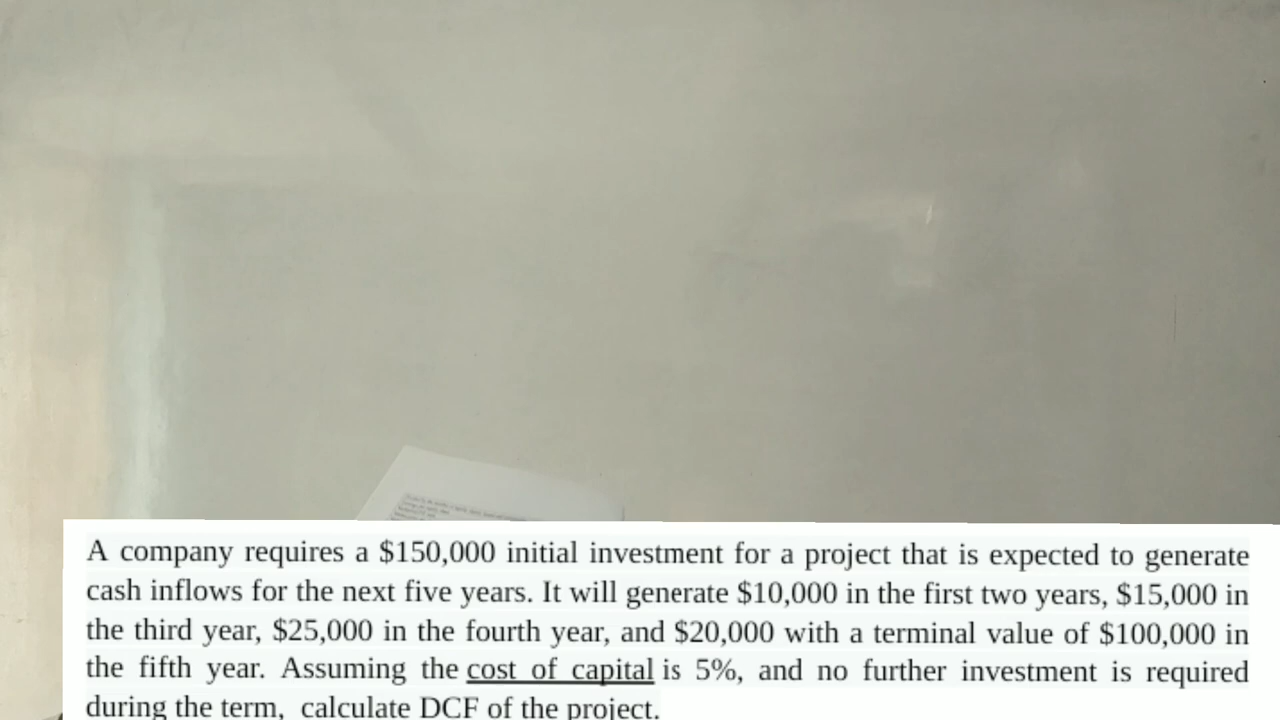 A company requires a $150,000 initial investment for a project that is expected to generate
cash inflows for the next five years. It will generate $10,000 in the first two years, $15,000 in
the third year, $25,000 in the fourth year, and $20,000 with a terminal value of $100,000 in
the fifth year. Assuming the cost of capital is 5%, and no further investment is required
during the term, calculate DCF of the project.